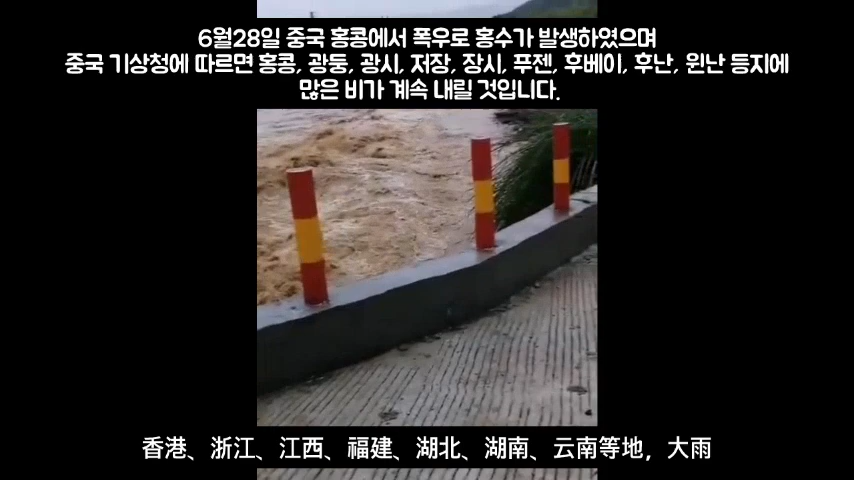 6월28일 중국 홍콩에서 폭우로 홍수가 발생하였으며
중국 기상청에 따르면 홍콩, 광둥, 광시, 저장, 장시, 푸젠, 후베이, 후난, 윈난 등지에
많은 비가 계속 내릴 것입니다.
香港、浙江、江西、福建、湖北、湖南、云南等地，大雨